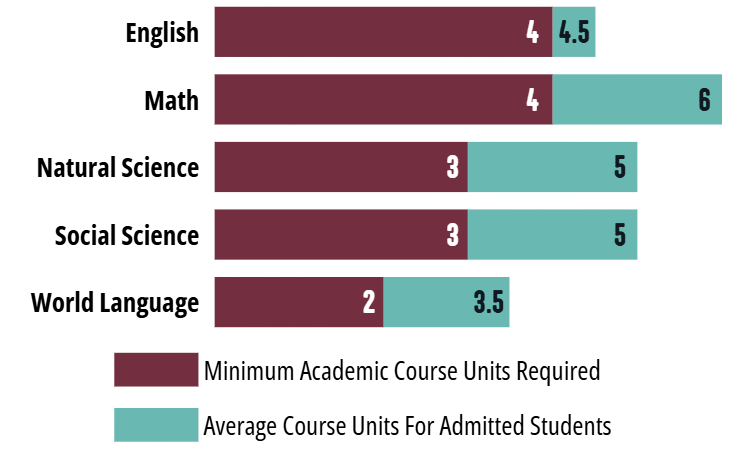 English 4 4.5
Math 4 6
Natural Science 3 5
Social Science 3 5
World Language 2 3.5
Minimum Academic Course Units Required
Average Course Units For Admitted Students